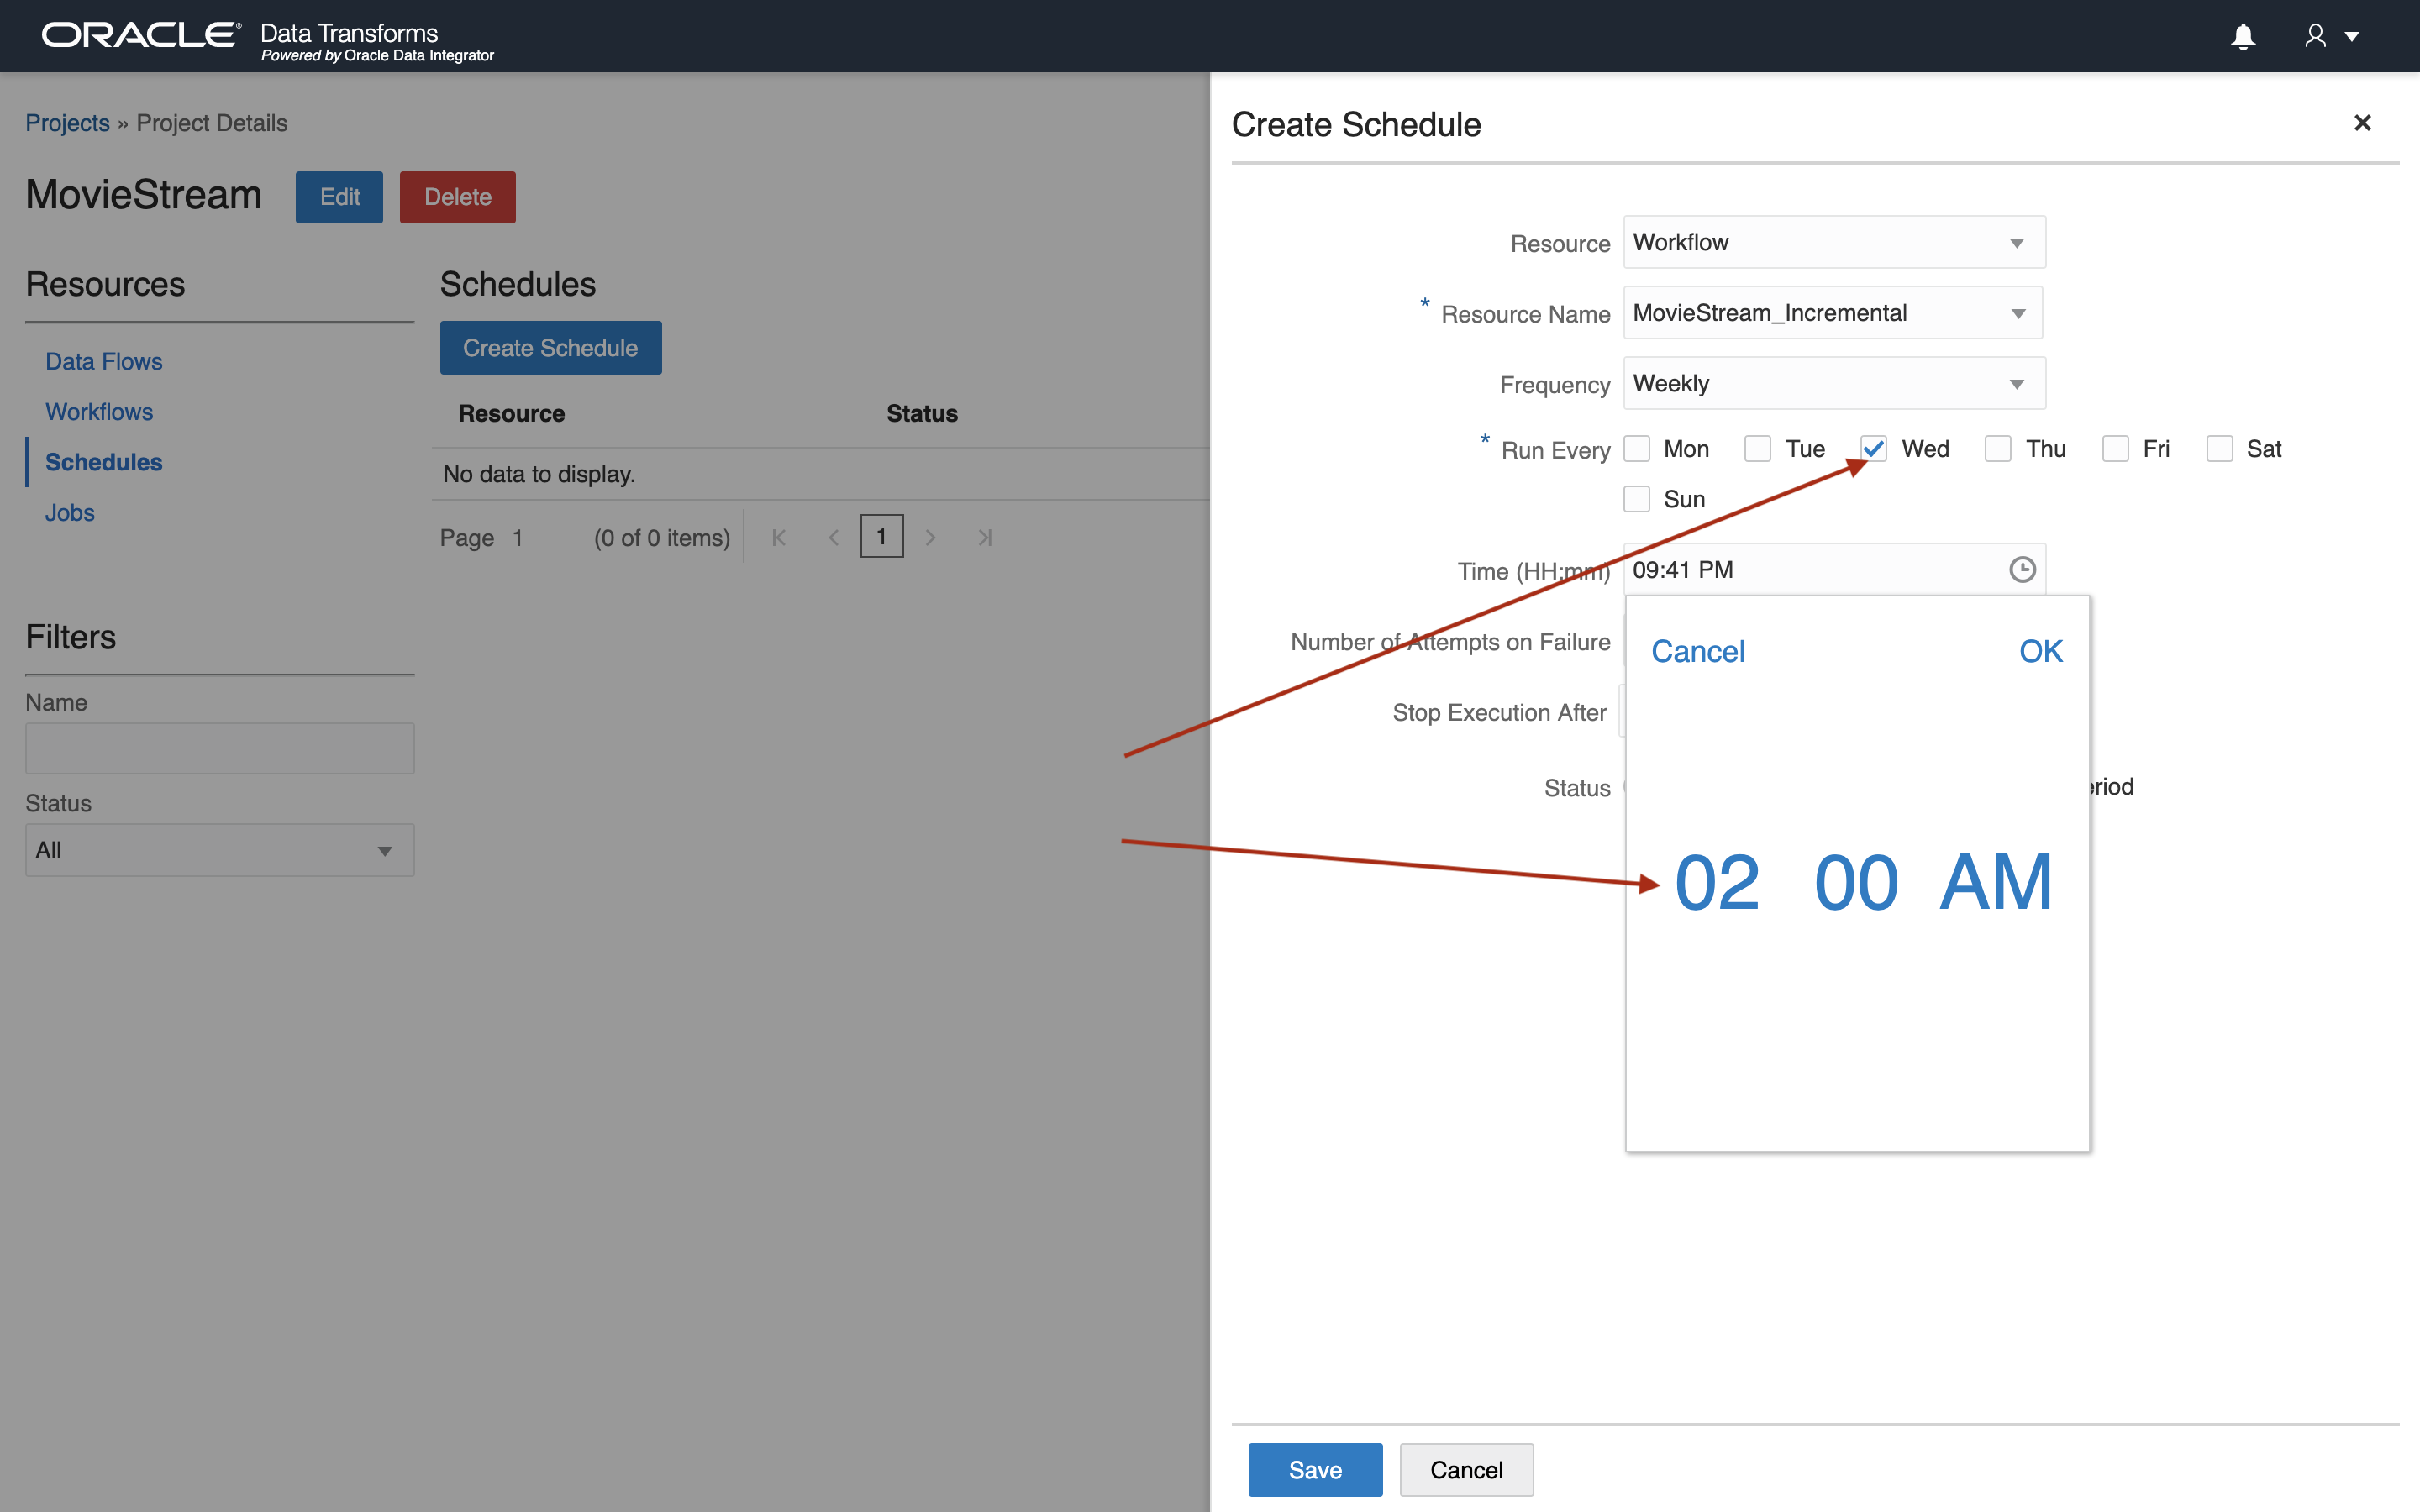 ORACLE® Data Transforms
Powered by Oracle Data Integrator
Projects » Project Details
MovieStream Edit Delete
Resources
Data Flows
Workflows
Schedules
Jobs
Schedules
Create Schedule
Resource Status
No data to display.
Page 1 (0 of 0 items) 1
Filters
Name
Status
All
Create Schedule
Resource Workflow
* Resource Name MovieStream_Incremental
Frequency Weekly
* Run Every Mon Tue Wed Thu Fri Sat
Sun
Time (HH:mm) 09:41 PM
Number of Attempts on Failure
Cancel OK
Stop Execution After
Status
02 00 AM
Save Cancel